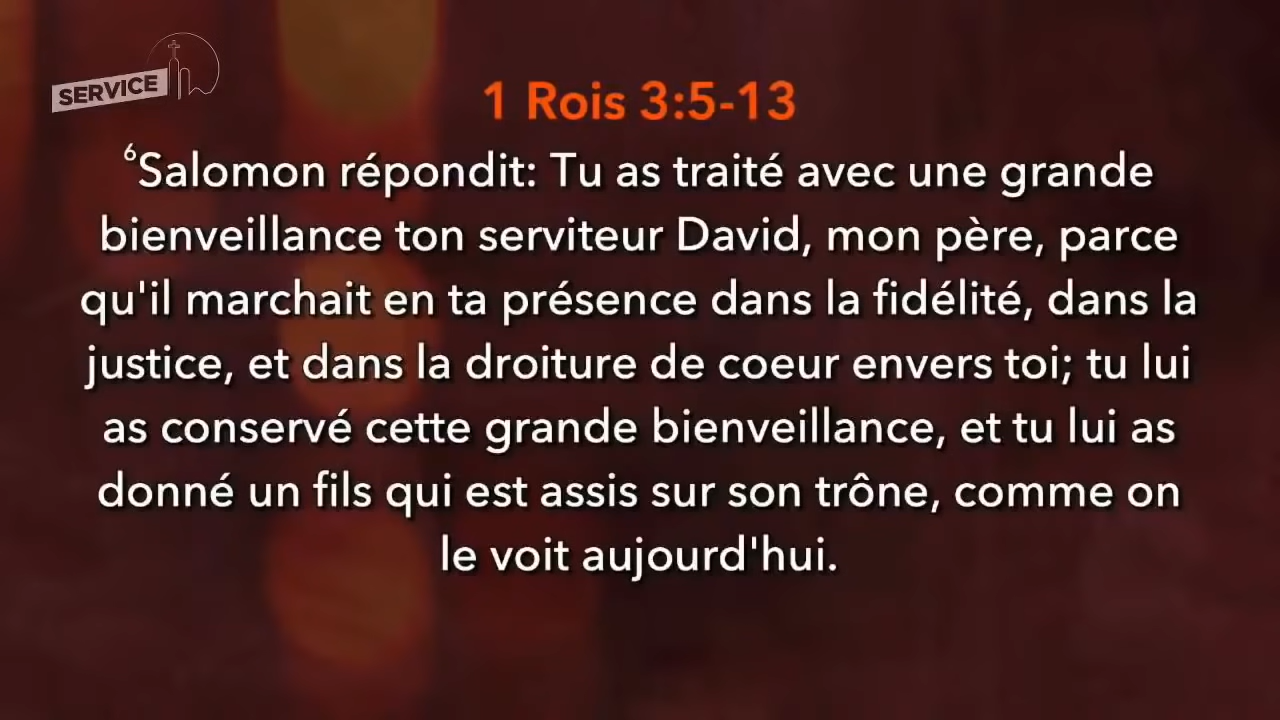 SERVICE
1 Rois 3:5-13
⁶Salomon répondit: Tu as traité avec une grande
bienveillance ton serviteur David, mon père, parce
qu'il marchait en ta présence dans la fidélité, dans la
justice, et dans la droiture de coeur envers toi; tu lui
as conservé cette grande bienveillance, et tu lui as
donné un fils qui est assis sur son trône, comme on
le voit aujourd'hui.